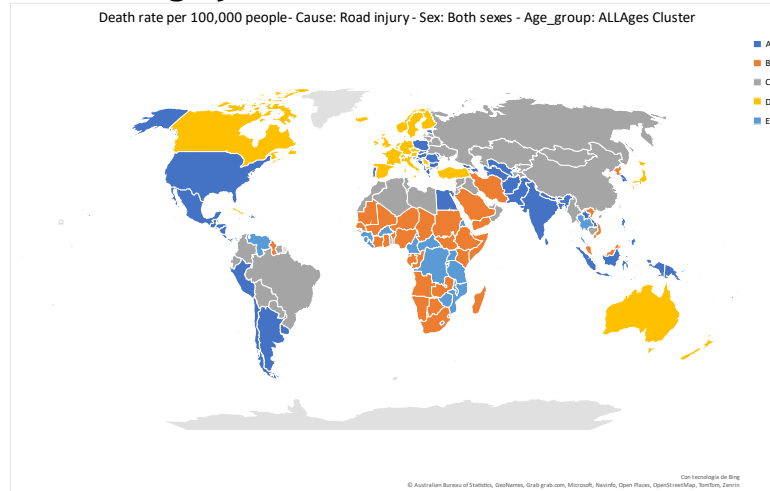 Death rate per 100,000 people- Cause: Road injury - Sex: Both sexes - Age_group: ALLAges Cluster
A
B
C
D
E
Con tecnología de Bing
© Australian Bureau of Statistics, GeoNames, Grab grab.com, Microsoft, Navinfo, Open Places, OpenStreetMap, TomTom, Zenrin